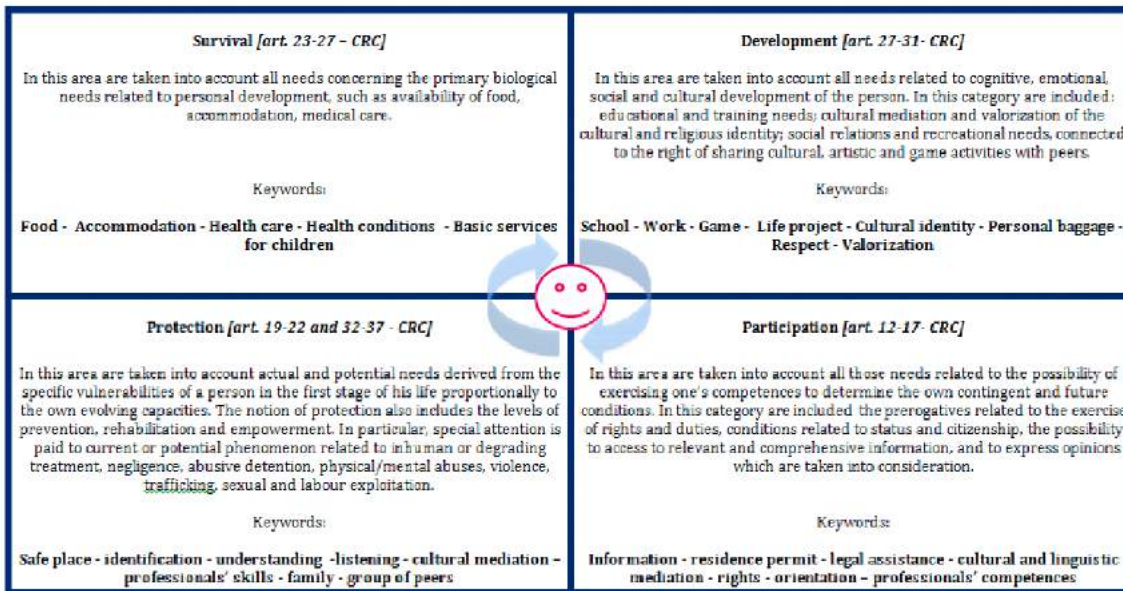 Survival [art. 23-27 – CRC]
In this area are taken into account all needs concerning the primary biological
needs related to personal development, such as availability of food,
accommodation, medical care.
Keywords:
Food - Accommodation - Health care - Health conditions - Basic services
for children
Development [art. 27-31- CRC]
In this area are taken into account all needs related to cognitive, emotional,
social and cultural development of the person. In this category are included:
educational and training needs; cultural mediation and valorization of the
cultural and religious identity; social relations and recreational needs, connected
to the right of sharing cultural, artistic and game activities with peers.
Keywords:
School - Work - Game - Life project - Cultural identity - Personal baggage -
Respect - Valorization
Protection [art. 19-22 and 32-37 - CRC]
In this area are taken into account actual and potential needs derived from the
specific vulnerabilities of a person in the first stage of his life proportionally to
the own evolving capacities. The notion of protection also includes the levels of
prevention, rehabilitation and empowerment. In particular, special attention is
paid to current or potential phenomenon related to inhuman or degrading
treatment, negligence, abusive detention, physical/mental abuses, violence,
trafficking, sexual and labour exploitation.
Keywords:
Safe place - identification - understanding -listening - cultural mediation –
professionals' skills - family - group of peers
Participation [art. 12-17- CRC]
In this area are taken into account all those needs related to the possibility of
exercising one's competences to determine the own contingent and future
conditions. In this category are included the prerogatives related to the exercise
of rights and duties, conditions related to status and citizenship, the possibility
to access to relevant and comprehensive information, and to express opinions
which are taken into consideration.
Keywords:
Information - residence permit - legal assistance - cultural and linguistic
mediation - rights - orientation – professionals' competences